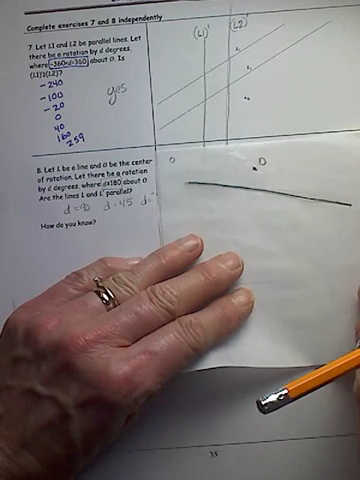 Complete exercises 7 and 8 independently
7. Let L1 and L2 be parallel lines. Let
there be a rotation by d degrees,
where -360<d<360, about O. Is
(L1)'||(L2)'?
-240
-100
-20
0
40
160
259
yes
(L1)'
(L2)'
8. Let L be a line and O be the center
of rotation. Let there be a rotation
by d degrees, where d≠180 about O.
Are the lines L and L' parallel?
d=90 d=45 d=-
How do you know?
O
O
35